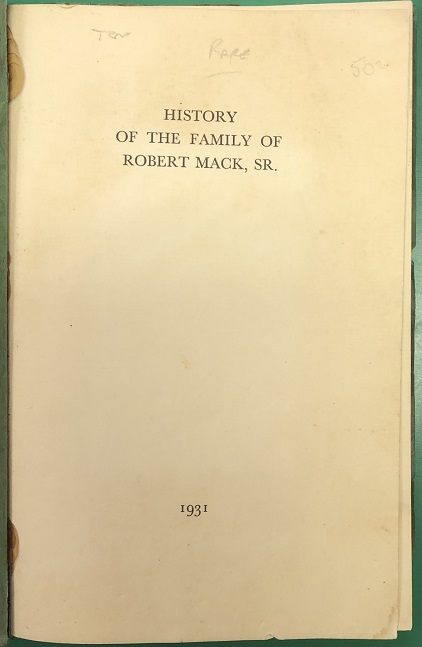 RARE
HISTORY
OF THE FAMILY OF
ROBERT MACK, SR.
1931